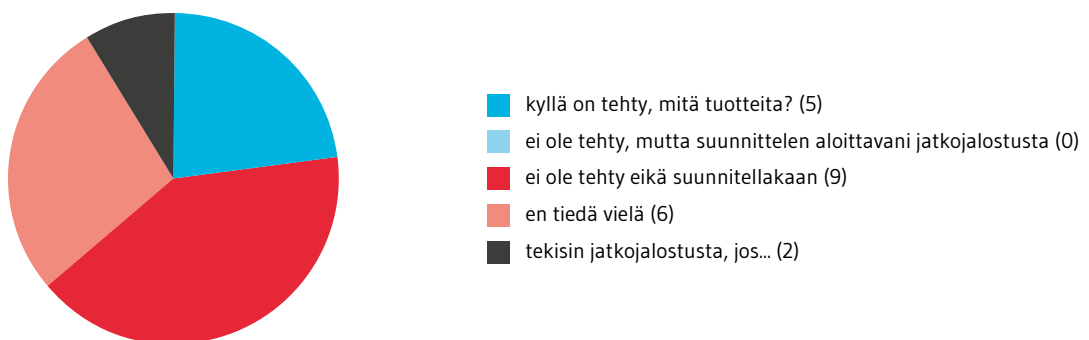 kyllä on tehty, mitä tuotteita? (5)
ei ole tehty, mutta suunnittelen aloittavani jatkojalostusta (0)
ei ole tehty eikä suunnitellakaan (9)
en tiedä vielä (6)
tekisin jatkojalostusta, jos... (2)